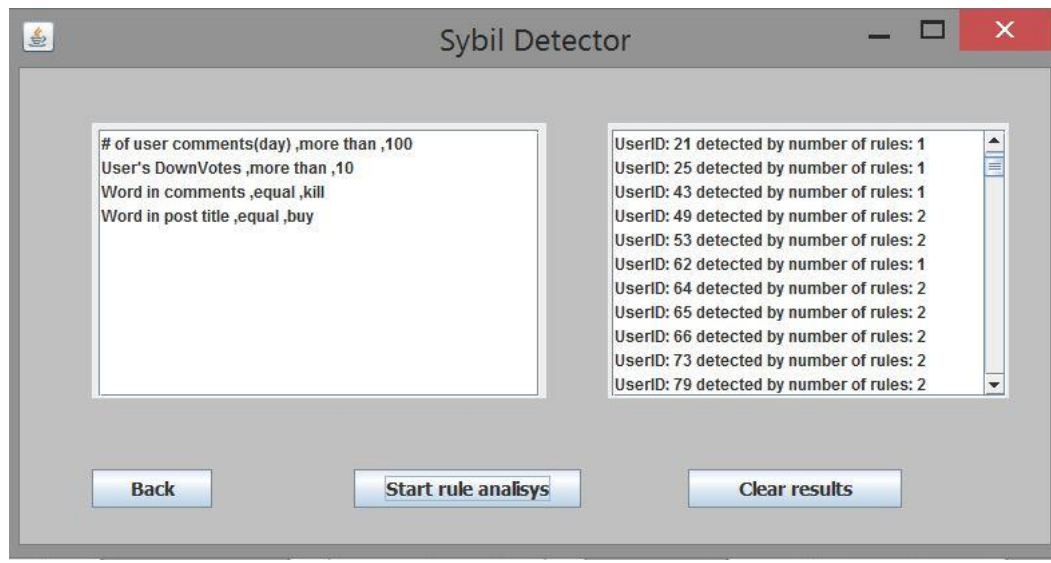 Sybil Detector
# of user comments(day) ,more than ,100
User's DownVotes ,more than ,10
Word in comments ,equal ,kill
Word in post title ,equal ,buy
UserID: 21 detected by number of rules: 1
UserID: 25 detected by number of rules: 1
UserID: 43 detected by number of rules: 1
UserID: 49 detected by number of rules: 2
UserID: 53 detected by number of rules: 2
UserID: 62 detected by number of rules: 1
UserID: 64 detected by number of rules: 2
UserID: 65 detected by number of rules: 2
UserID: 66 detected by number of rules: 2
UserID: 73 detected by number of rules: 2
UserID: 79 detected by number of rules: 2
Back
Start rule analisys
Clear results